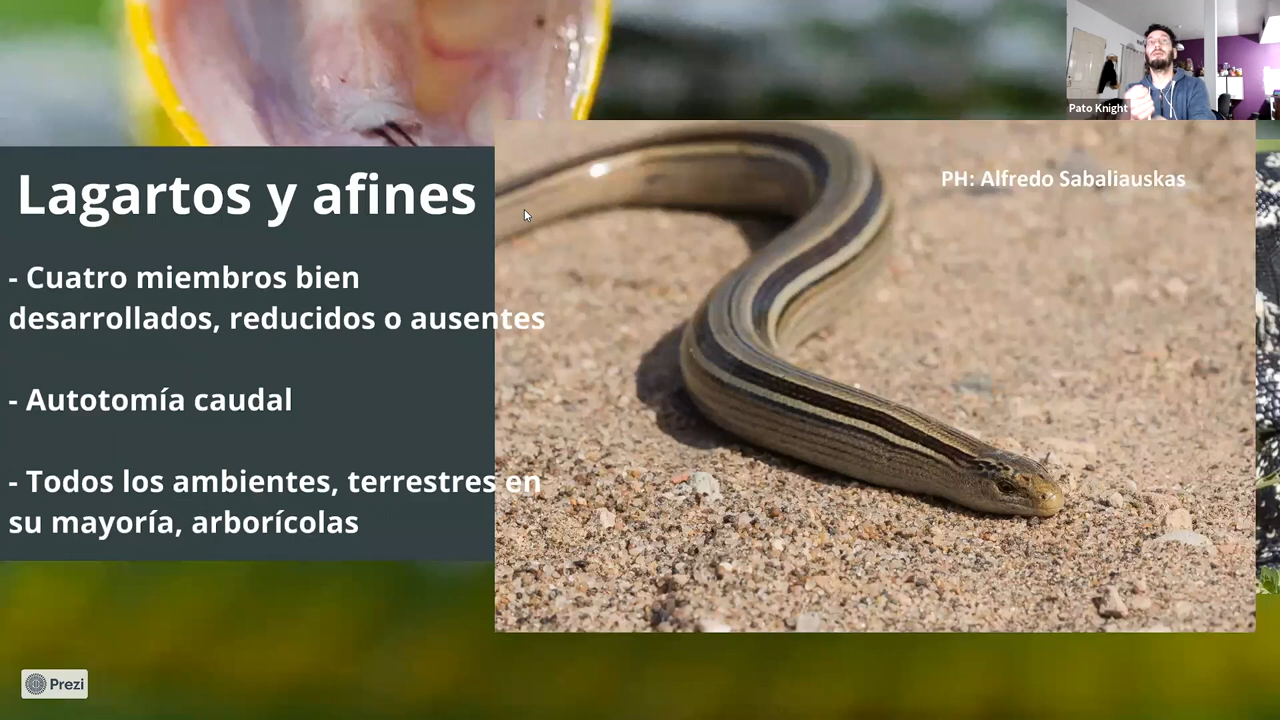 Pato Knight
PH: Alfredo Sabaliauskas
Lagartos y afines
- Cuatro miembros bien
desarrollados, reducidos o ausentes
- Autotomía caudal
- Todos los ambientes, terrestres en
su mayoría, arborícolas
Prezi